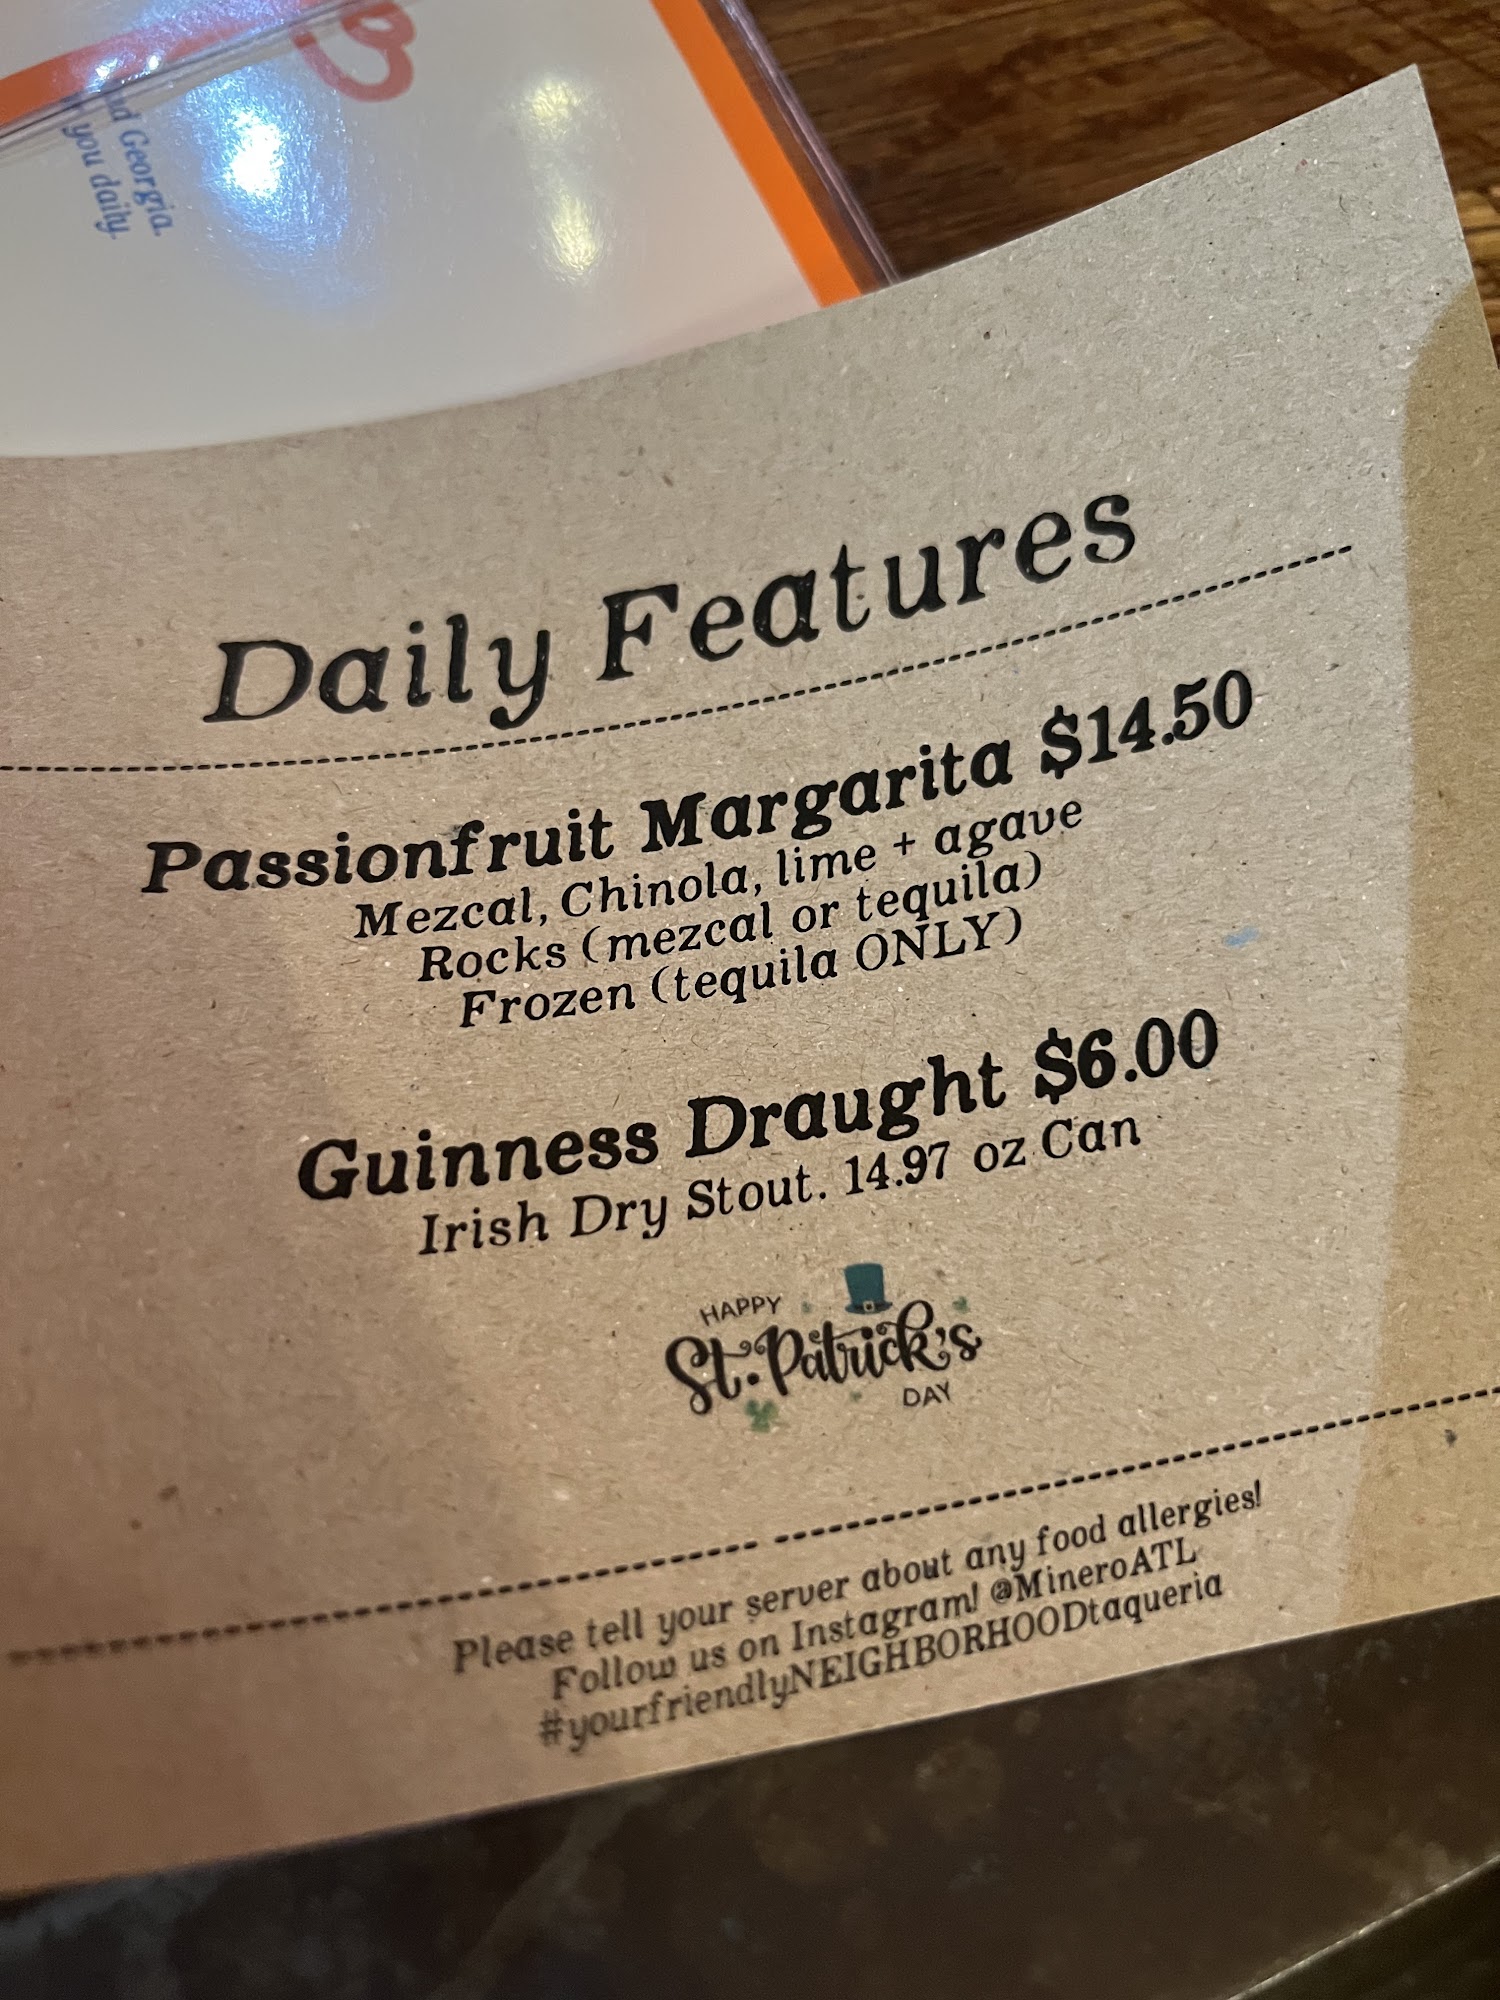 d Georgia.
you daily.
Daily Features
Passionfruit Margarita $14.50
Mezcal, Chinola, lime + agave
Rocks (mezcal or tequila)
Frozen (tequila ONLY)
Guinness Draught $6.00
Irish Dry Stout. 14.97 oz Can
HAPPY
St. Patrick's
DAY
Please tell your server about any food allergies!
Follow us on Instagram! @MineroATL
#yourfriendlyNEIGHBORHOODtaqueria